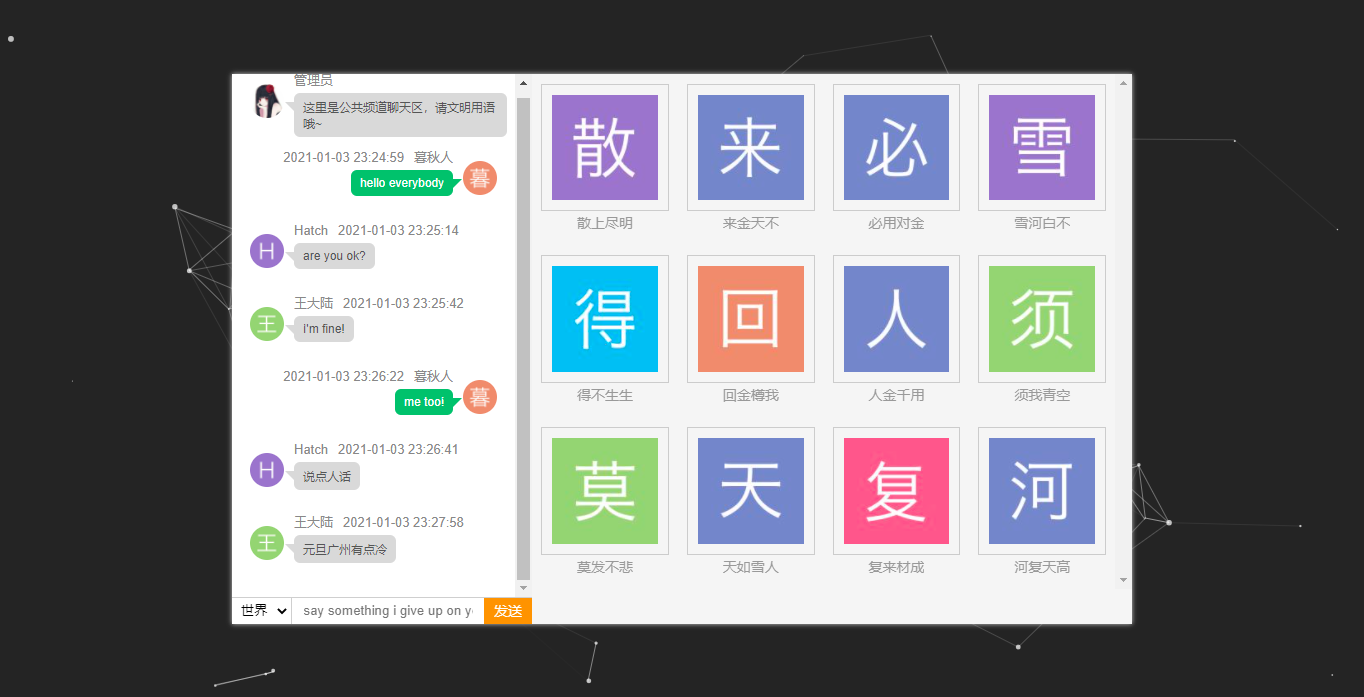 管理员
这里是公共频道聊天区，请文明用语
哦~
2021-01-03 23:24:59 暮秋人
hello everybody
暮
Hatch 2021-01-03 23:25:14
H
are you ok?
王大陆 2021-01-03 23:25:42
王
i'm fine!
2021-01-03 23:26:22 暮秋人
me too!
暮
Hatch 2021-01-03 23:26:41
H
说点人话
王大陆 2021-01-03 23:27:58
王
元旦广州有点冷
世界
say something i give up on yo
发送
散 来 必 雪
散上尽明 来金天不 必用对金 雪河白不
得 回 人 须
得不生生 回金樽我 人金千用 须我青空
莫 天 复 河
莫发不悲 天如雪人 复来材成 河复天高